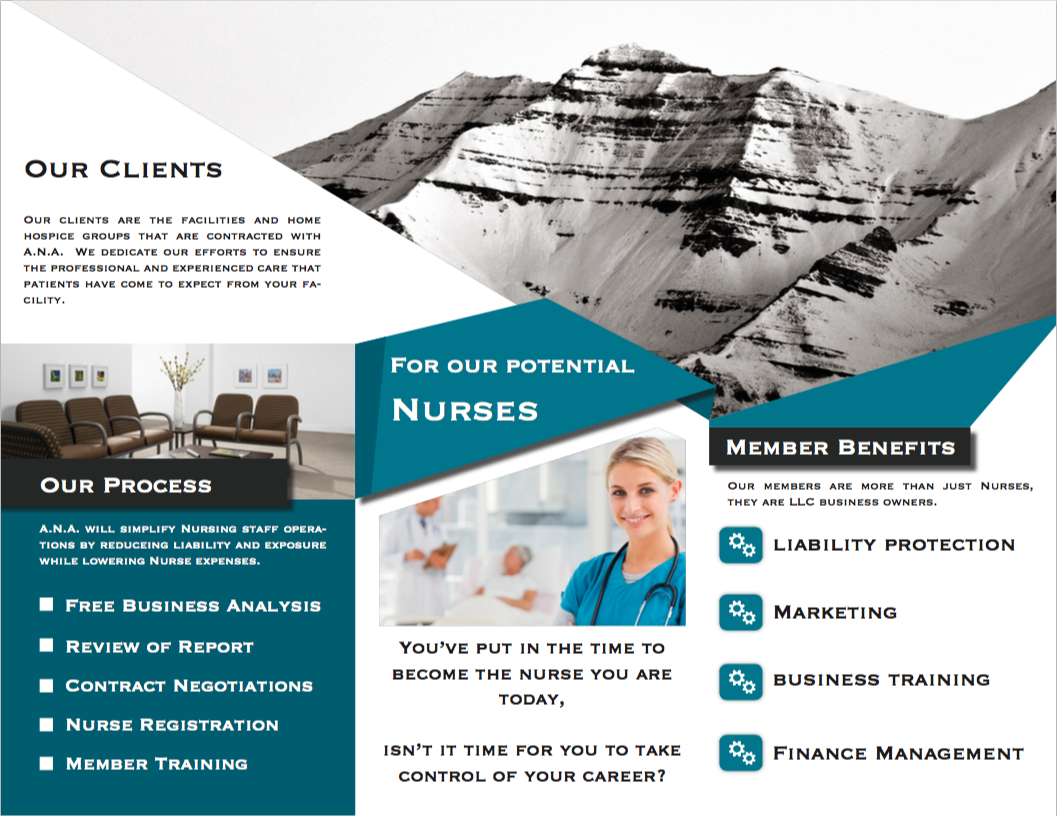 Our Clients
Our clients are the facilities and home
hospice groups that are contracted with
A.N.A. We dedicate our efforts to ensure
the professional and experienced care that
patients have come to expect from your fa-
cility.
Our Process
A.N.A. will simplify Nursing staff opera-
tions by reduceing liability and exposure
while lowering Nurse expenses.
Free Business Analysis
Review of Report
Contract Negotiations
Nurse Registration
Member Training
For our potential
Nurses
You've put in the time to
become the nurse you are
today,
isn't it time for you to take
control of your career?
Member Benefits
Our members are more than just Nurses,
they are LLC business owners.
liability protection
Marketing
business training
Finance Management